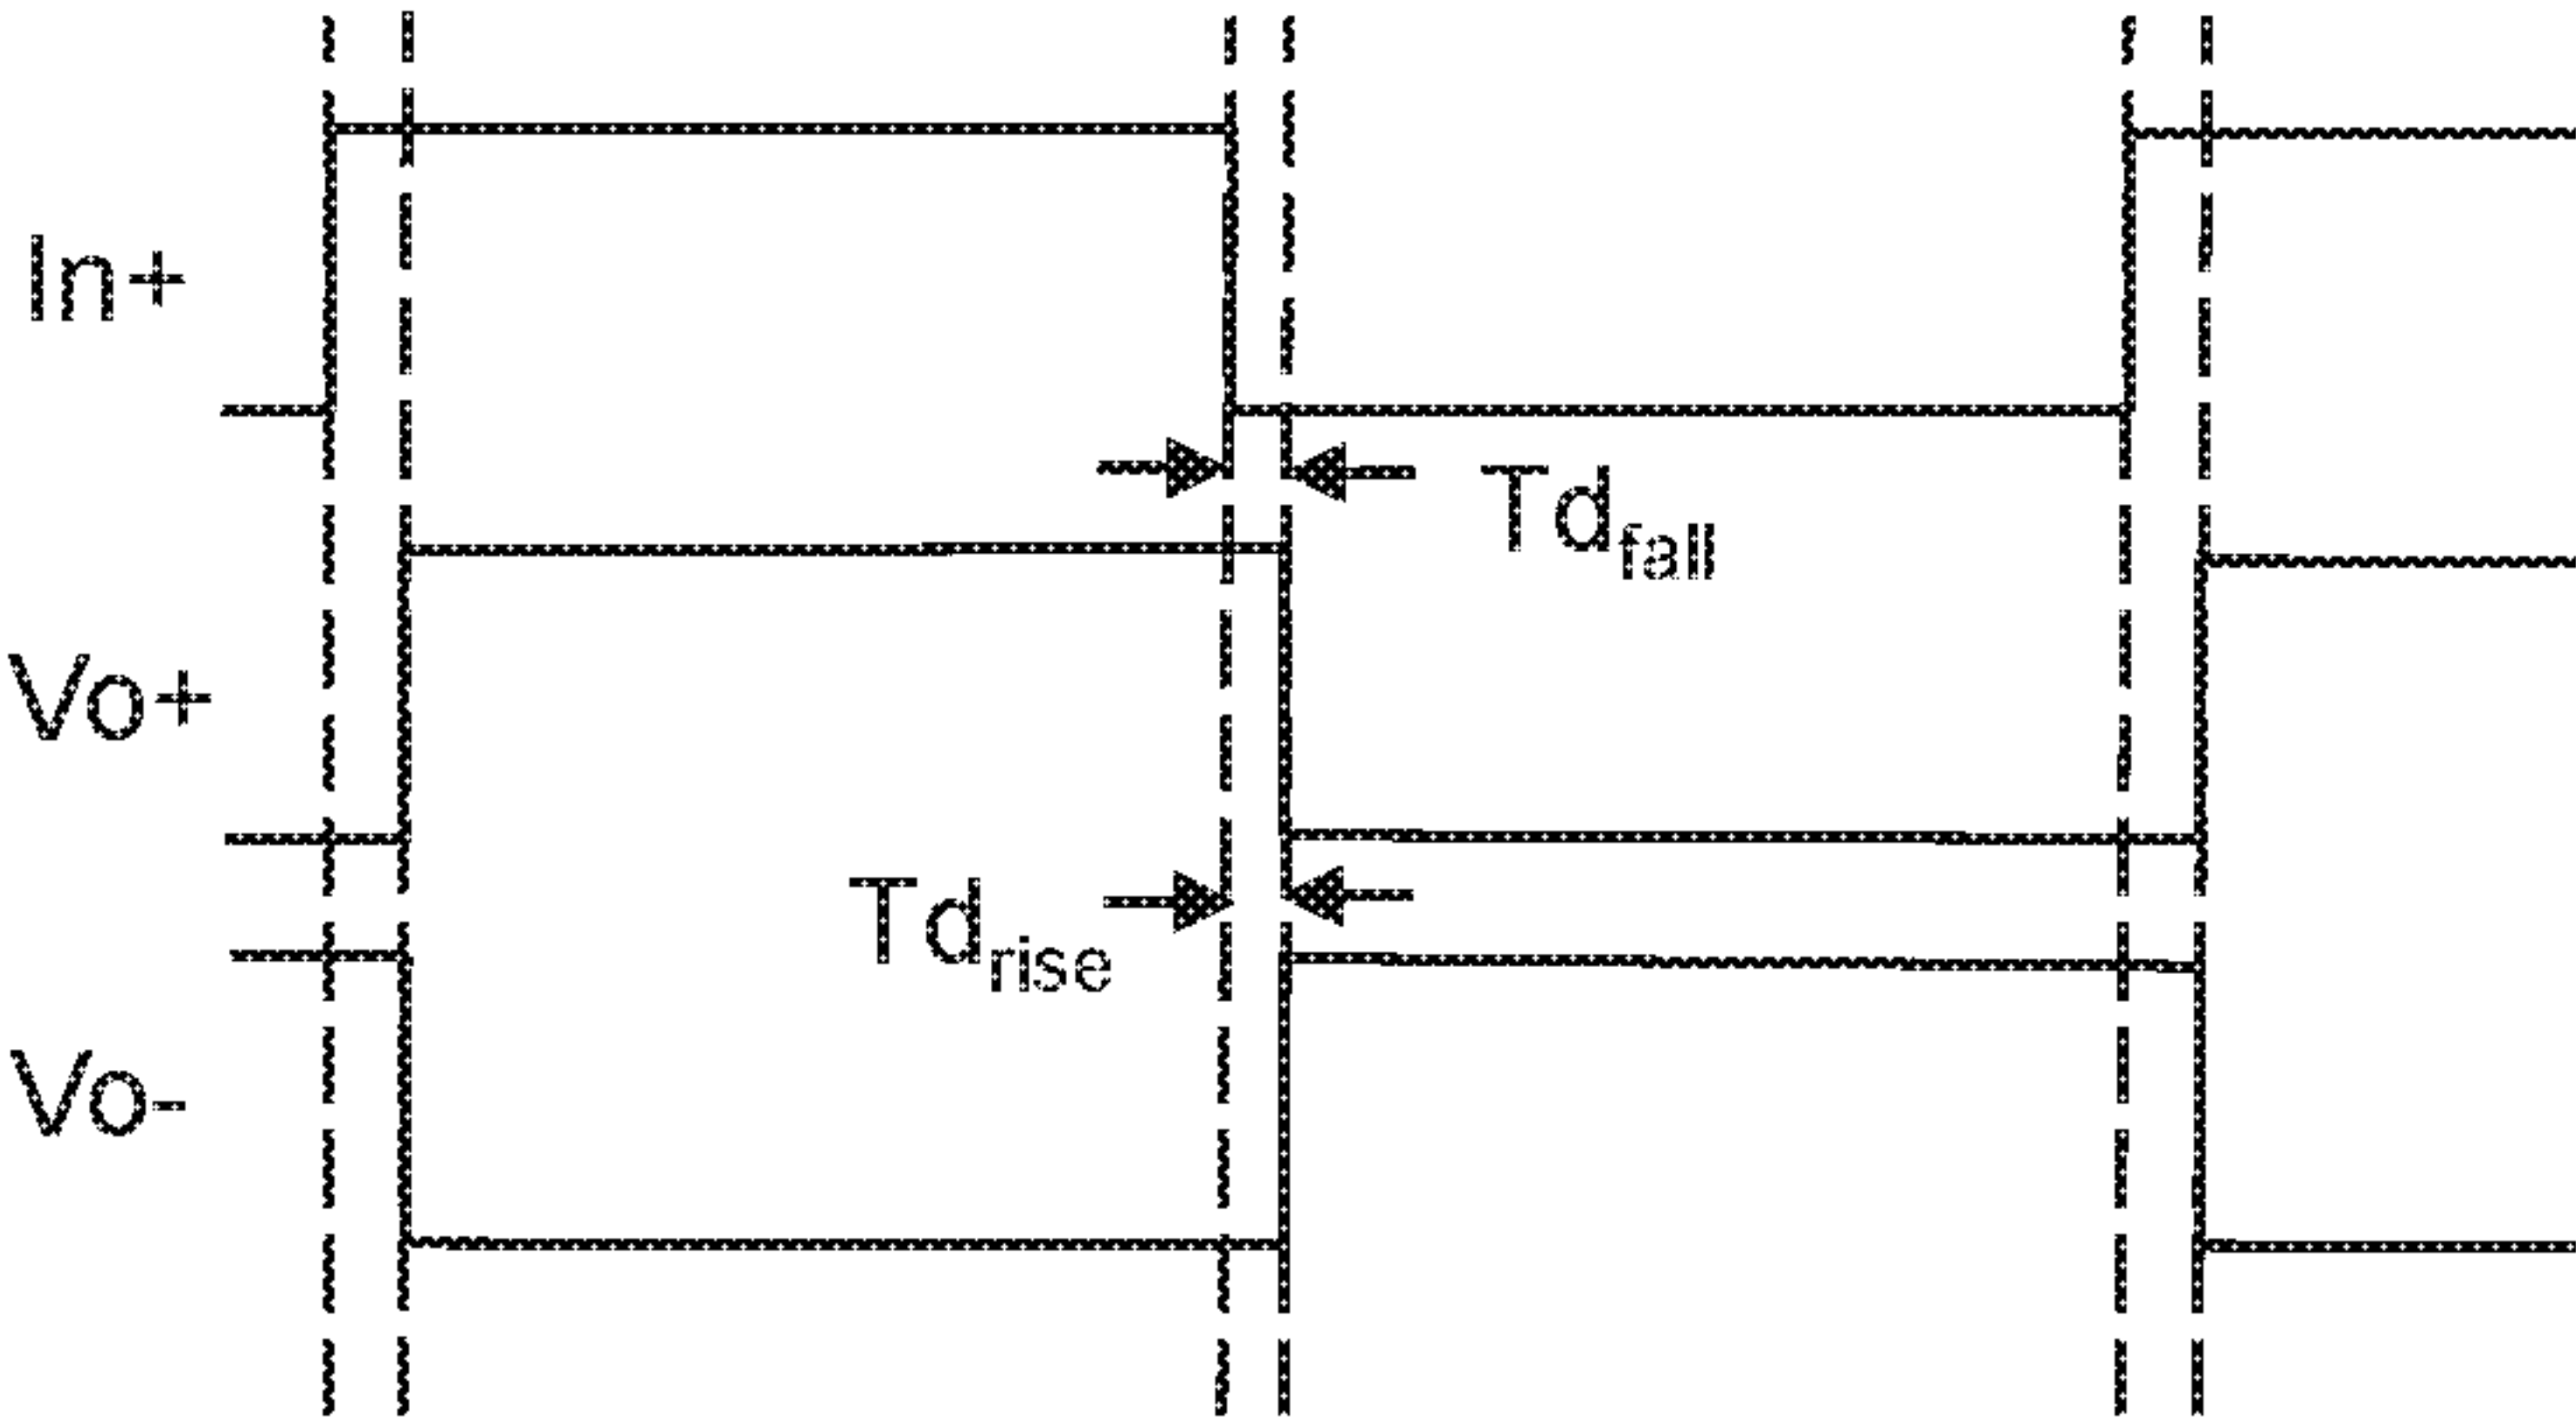 In+
Td_fall
Vo+
Td_rise
Vo-